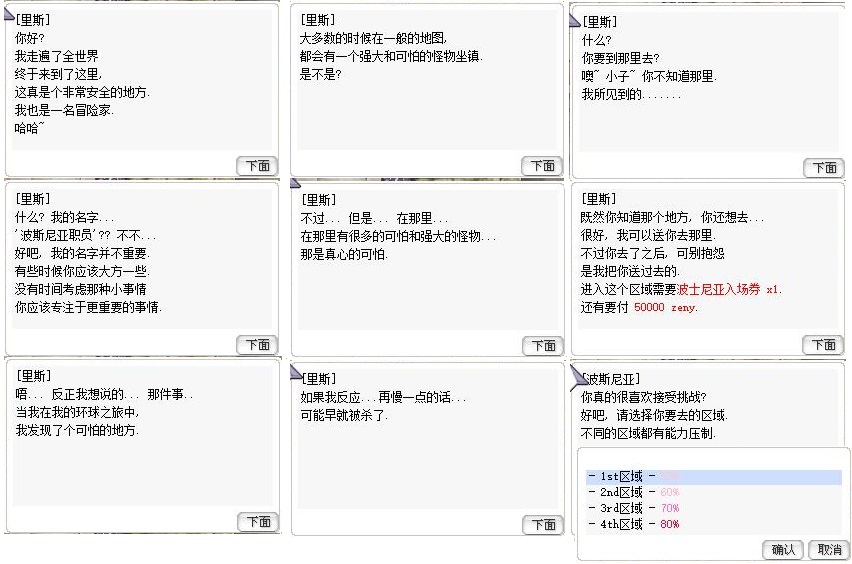 [里斯]
你好?
我走遍了全世界
终于来到了这里,
这真是个非常安全的地方.
我也是一名冒险家.
哈哈~
下面
[里斯]
什么? 我的名字...
'波斯尼亚职员'?? 不不...
好吧, 我的名字并不重要.
有些时候你应该大方一些.
没有时间考虑那种小事情
你应该专注于更重要的事情.
下面
[里斯]
唔... 反正我想说的... 那件事..
当我在我的环球之旅中,
我发现了个可怕的地方.
下面
[里斯]
大多数的时候在一般的地图,
都会有一个强大和可怕的怪物坐镇.
是不是?
下面
[里斯]
不过... 但是... 在那里...
在那里有很多的可怕和强大的怪物...
那是真心的可怕.
下面
[里斯]
如果我反应...再慢一点的话...
可能早就被杀了.
下面
[里斯]
什么?
你要到那里去?
噢~ 小子~ 你不知道那里.
我所见到的.......
下面
[里斯]
既然你知道那个地方, 你还想去...
很好, 我可以送你去那里.
不过你去了之后, 可别抱怨
是我把你送过去的.
进入这个区域需要波士尼亚入场券 x1.
还有要付 50000 zeny.
下面
[波斯尼亚]
你真的很喜欢接受挑战?
好吧, 请选择你要去的区域.
不同的区域都有能力压制.
- 1st区域 -
- 2nd区域 - 60%
- 3rd区域 - 70%
- 4th区域 - 80%
确认 取消